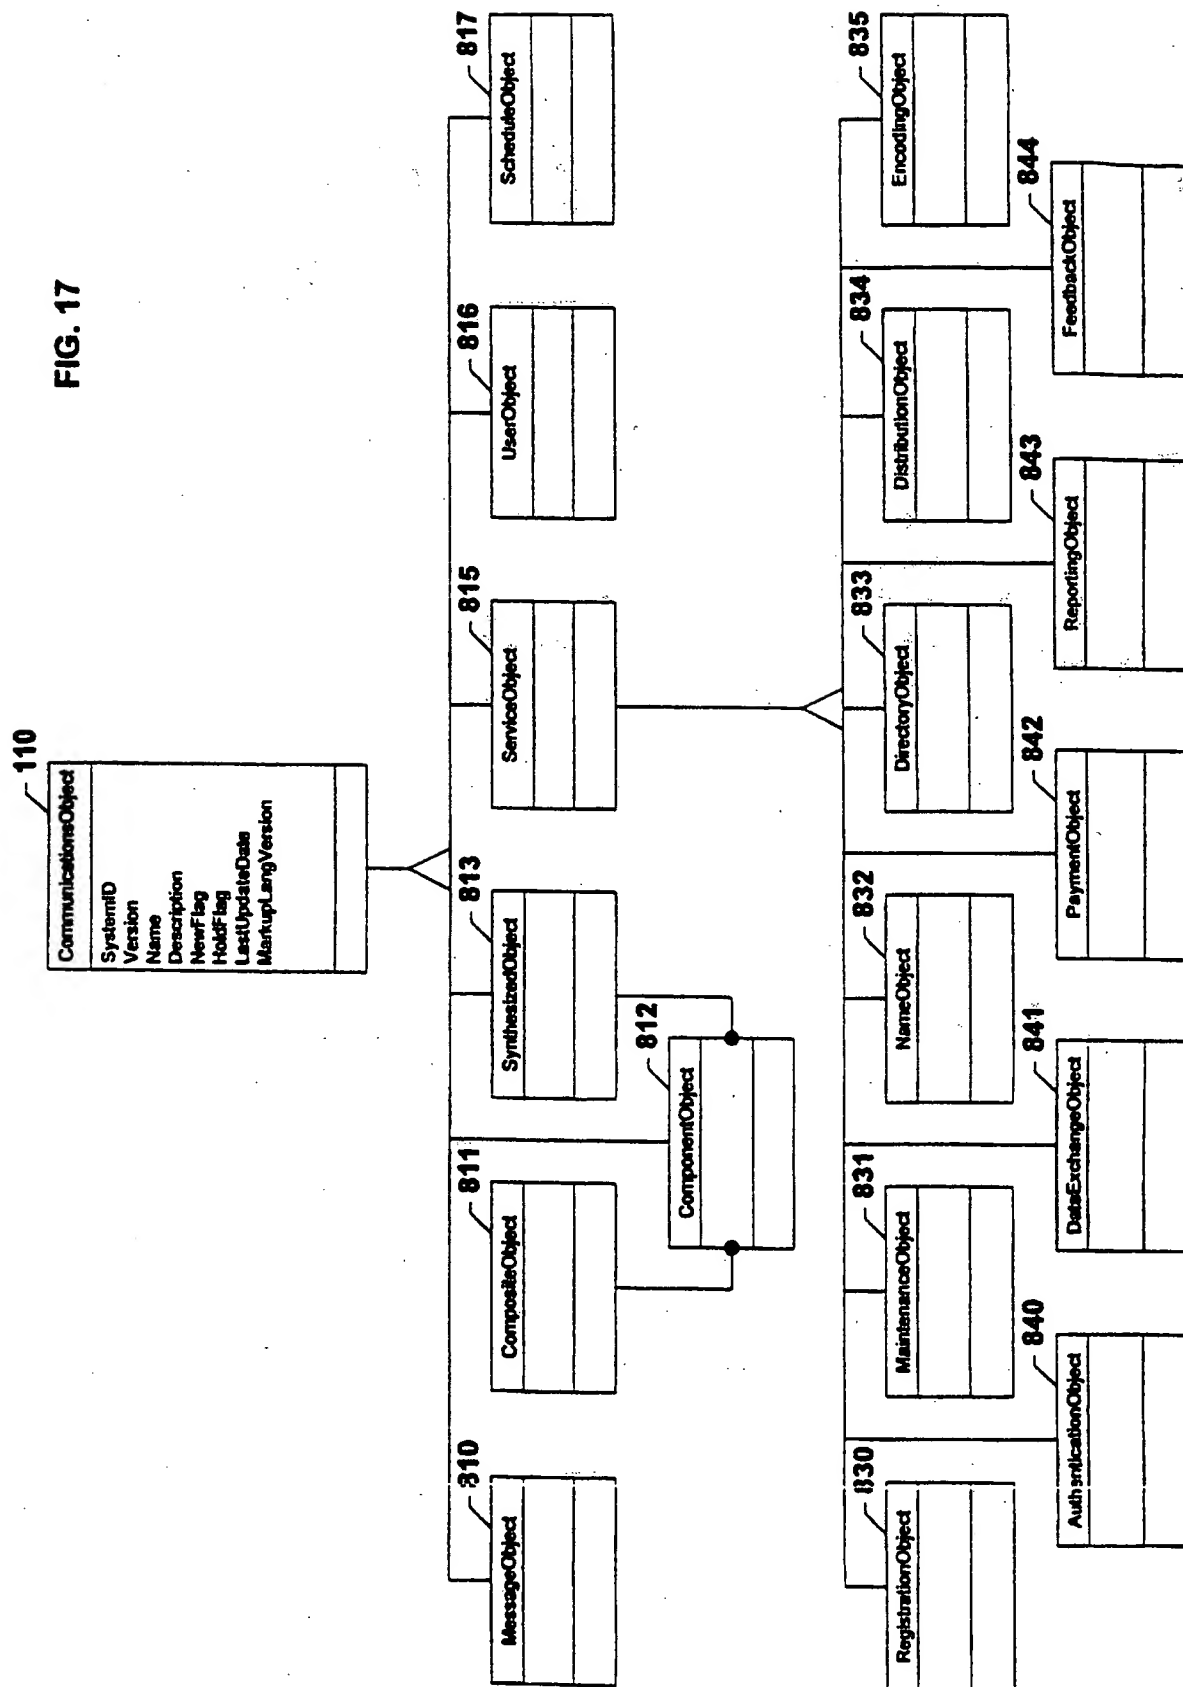 FIG. 17
110
CommunicationsObject
SystemID
Version
Name
Description
NewFlag
HoldFlag
LastUpdateDate
MarkupLangVersion
810
MessageObject
811
CompositeObject
813
SynthesizedObject
815
ServiceObject
816
UserObject
817
ScheduleObject
812
ComponentObject
830
RegistrationObject
831
MaintenanceObject
832
NameObject
833
DirectoryObject
834
DistributionObject
835
EncodingObject
840
AuthenticationObject
841
DataExchangeObject
842
PaymentObject
843
ReportingObject
844
FeedbackObject